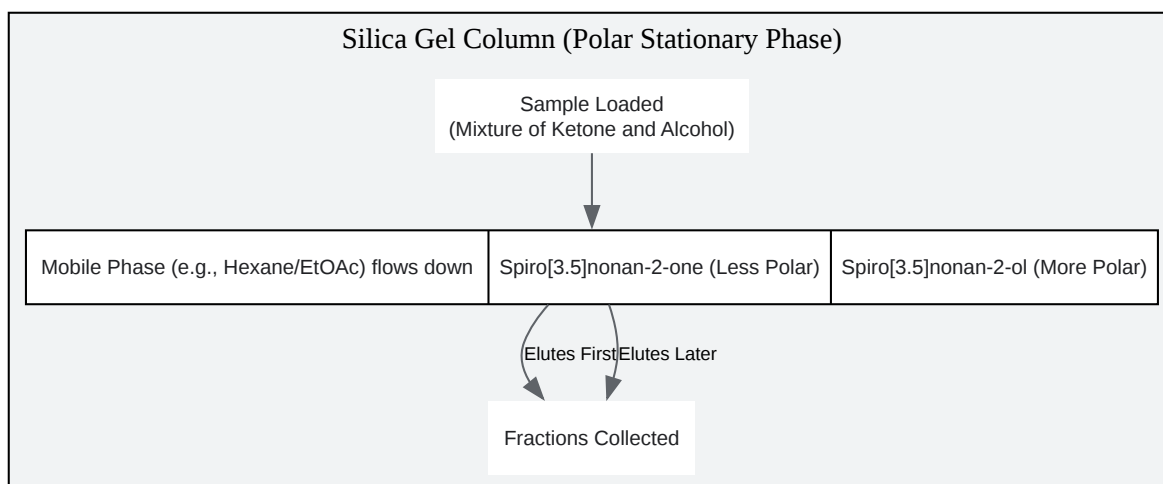 Silica Gel Column (Polar Stationary Phase)
Sample Loaded
(Mixture of Ketone and Alcohol)
Mobile Phase (e.g., Hexane/EtOAc) flows down
Spiro[3.5]nonan-2-one (Less Polar)
Spiro[3.5]nonan-2-ol (More Polar)
Elutes First
Elutes Later
Fractions Collected